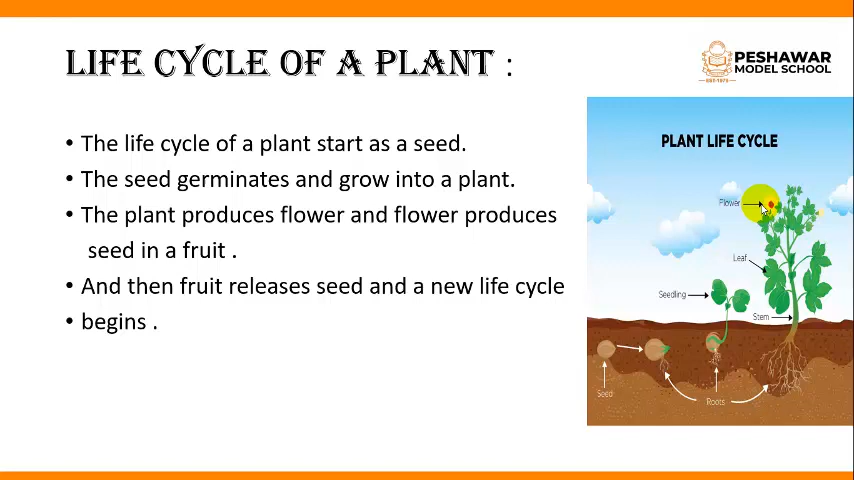 LIFE CYCLE OF A PLANT :
PESHAWAR
MODEL SCHOOL
EST-1973
• The life cycle of a plant start as a seed.
• The seed germinates and grow into a plant.
• The plant produces flower and flower produces
seed in a fruit .
• And then fruit releases seed and a new life cycle
• begins .
PLANT LIFE CYCLE
Flower
Leaf
Seedling
Stem
Seed
Roots